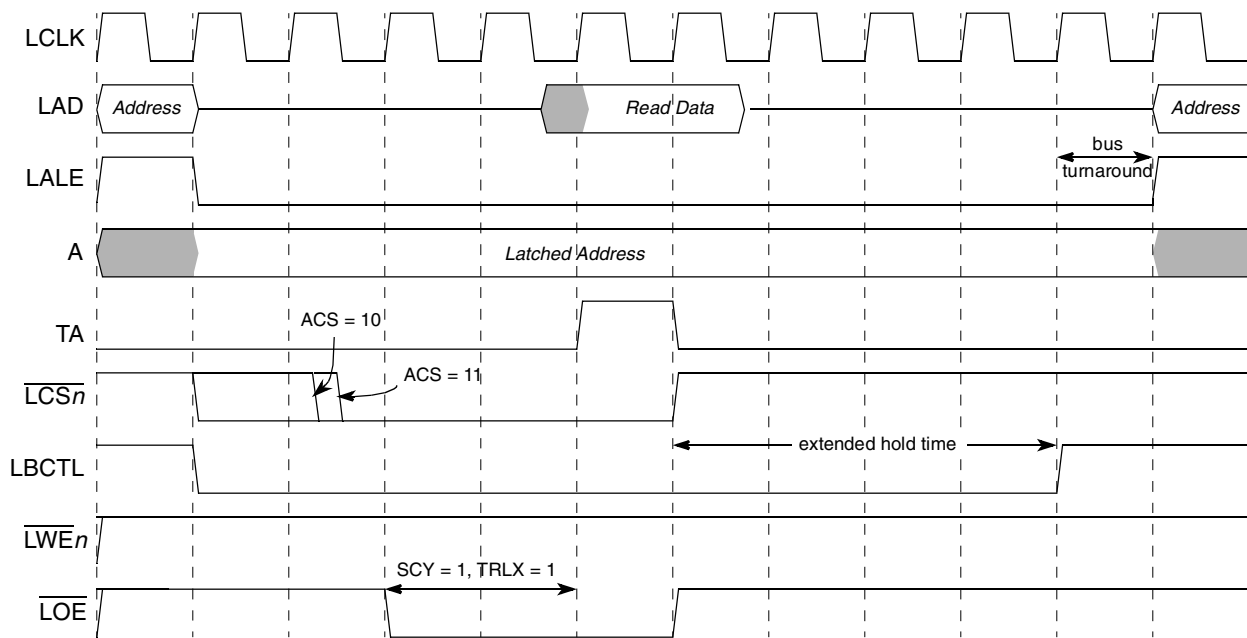 LCLK
LAD
Address
Read Data
Address
LALE
bus
turnaround
A
Latched Address
TA
ACS = 10
LCSn
ACS = 11
LBCTL
extended hold time
LWEn
SCY = 1, TRLX = 1
LOE